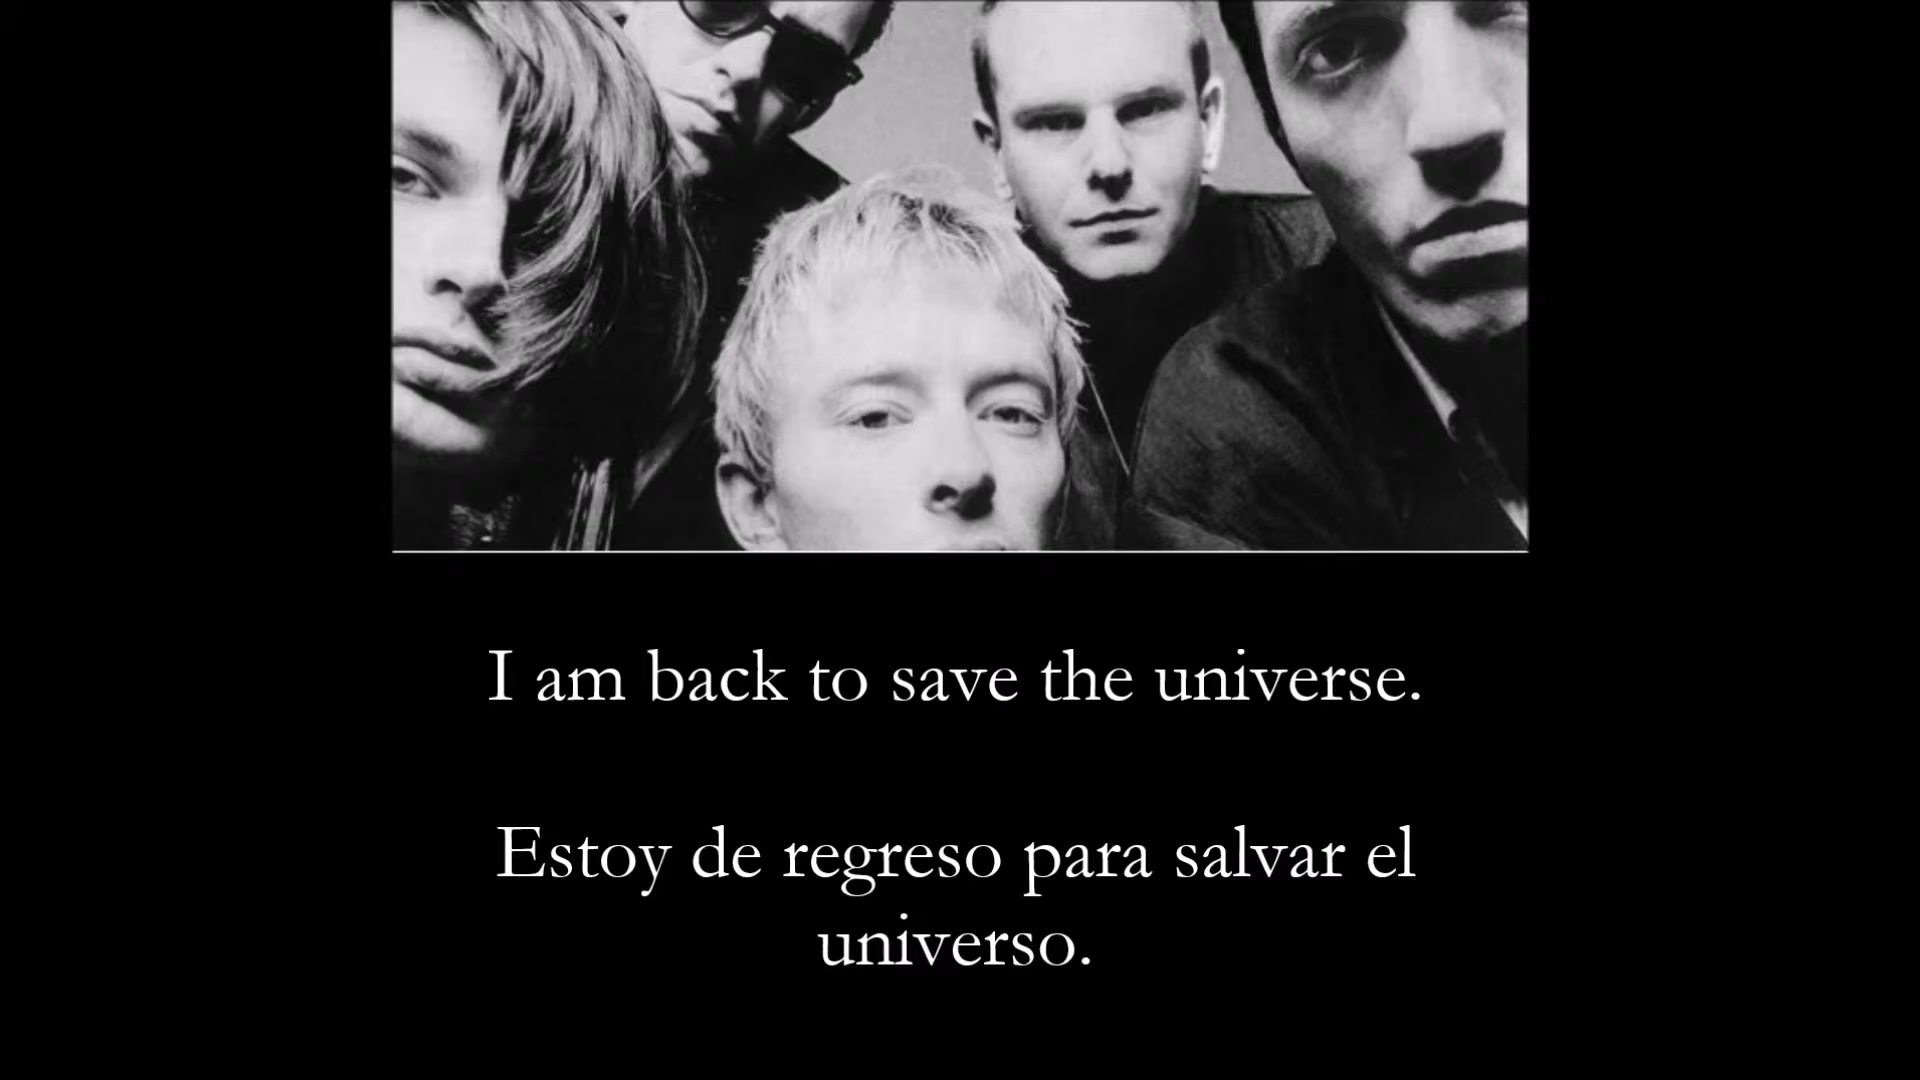 I am back to save the universe.
Estoy de regreso para salvar el
universo.